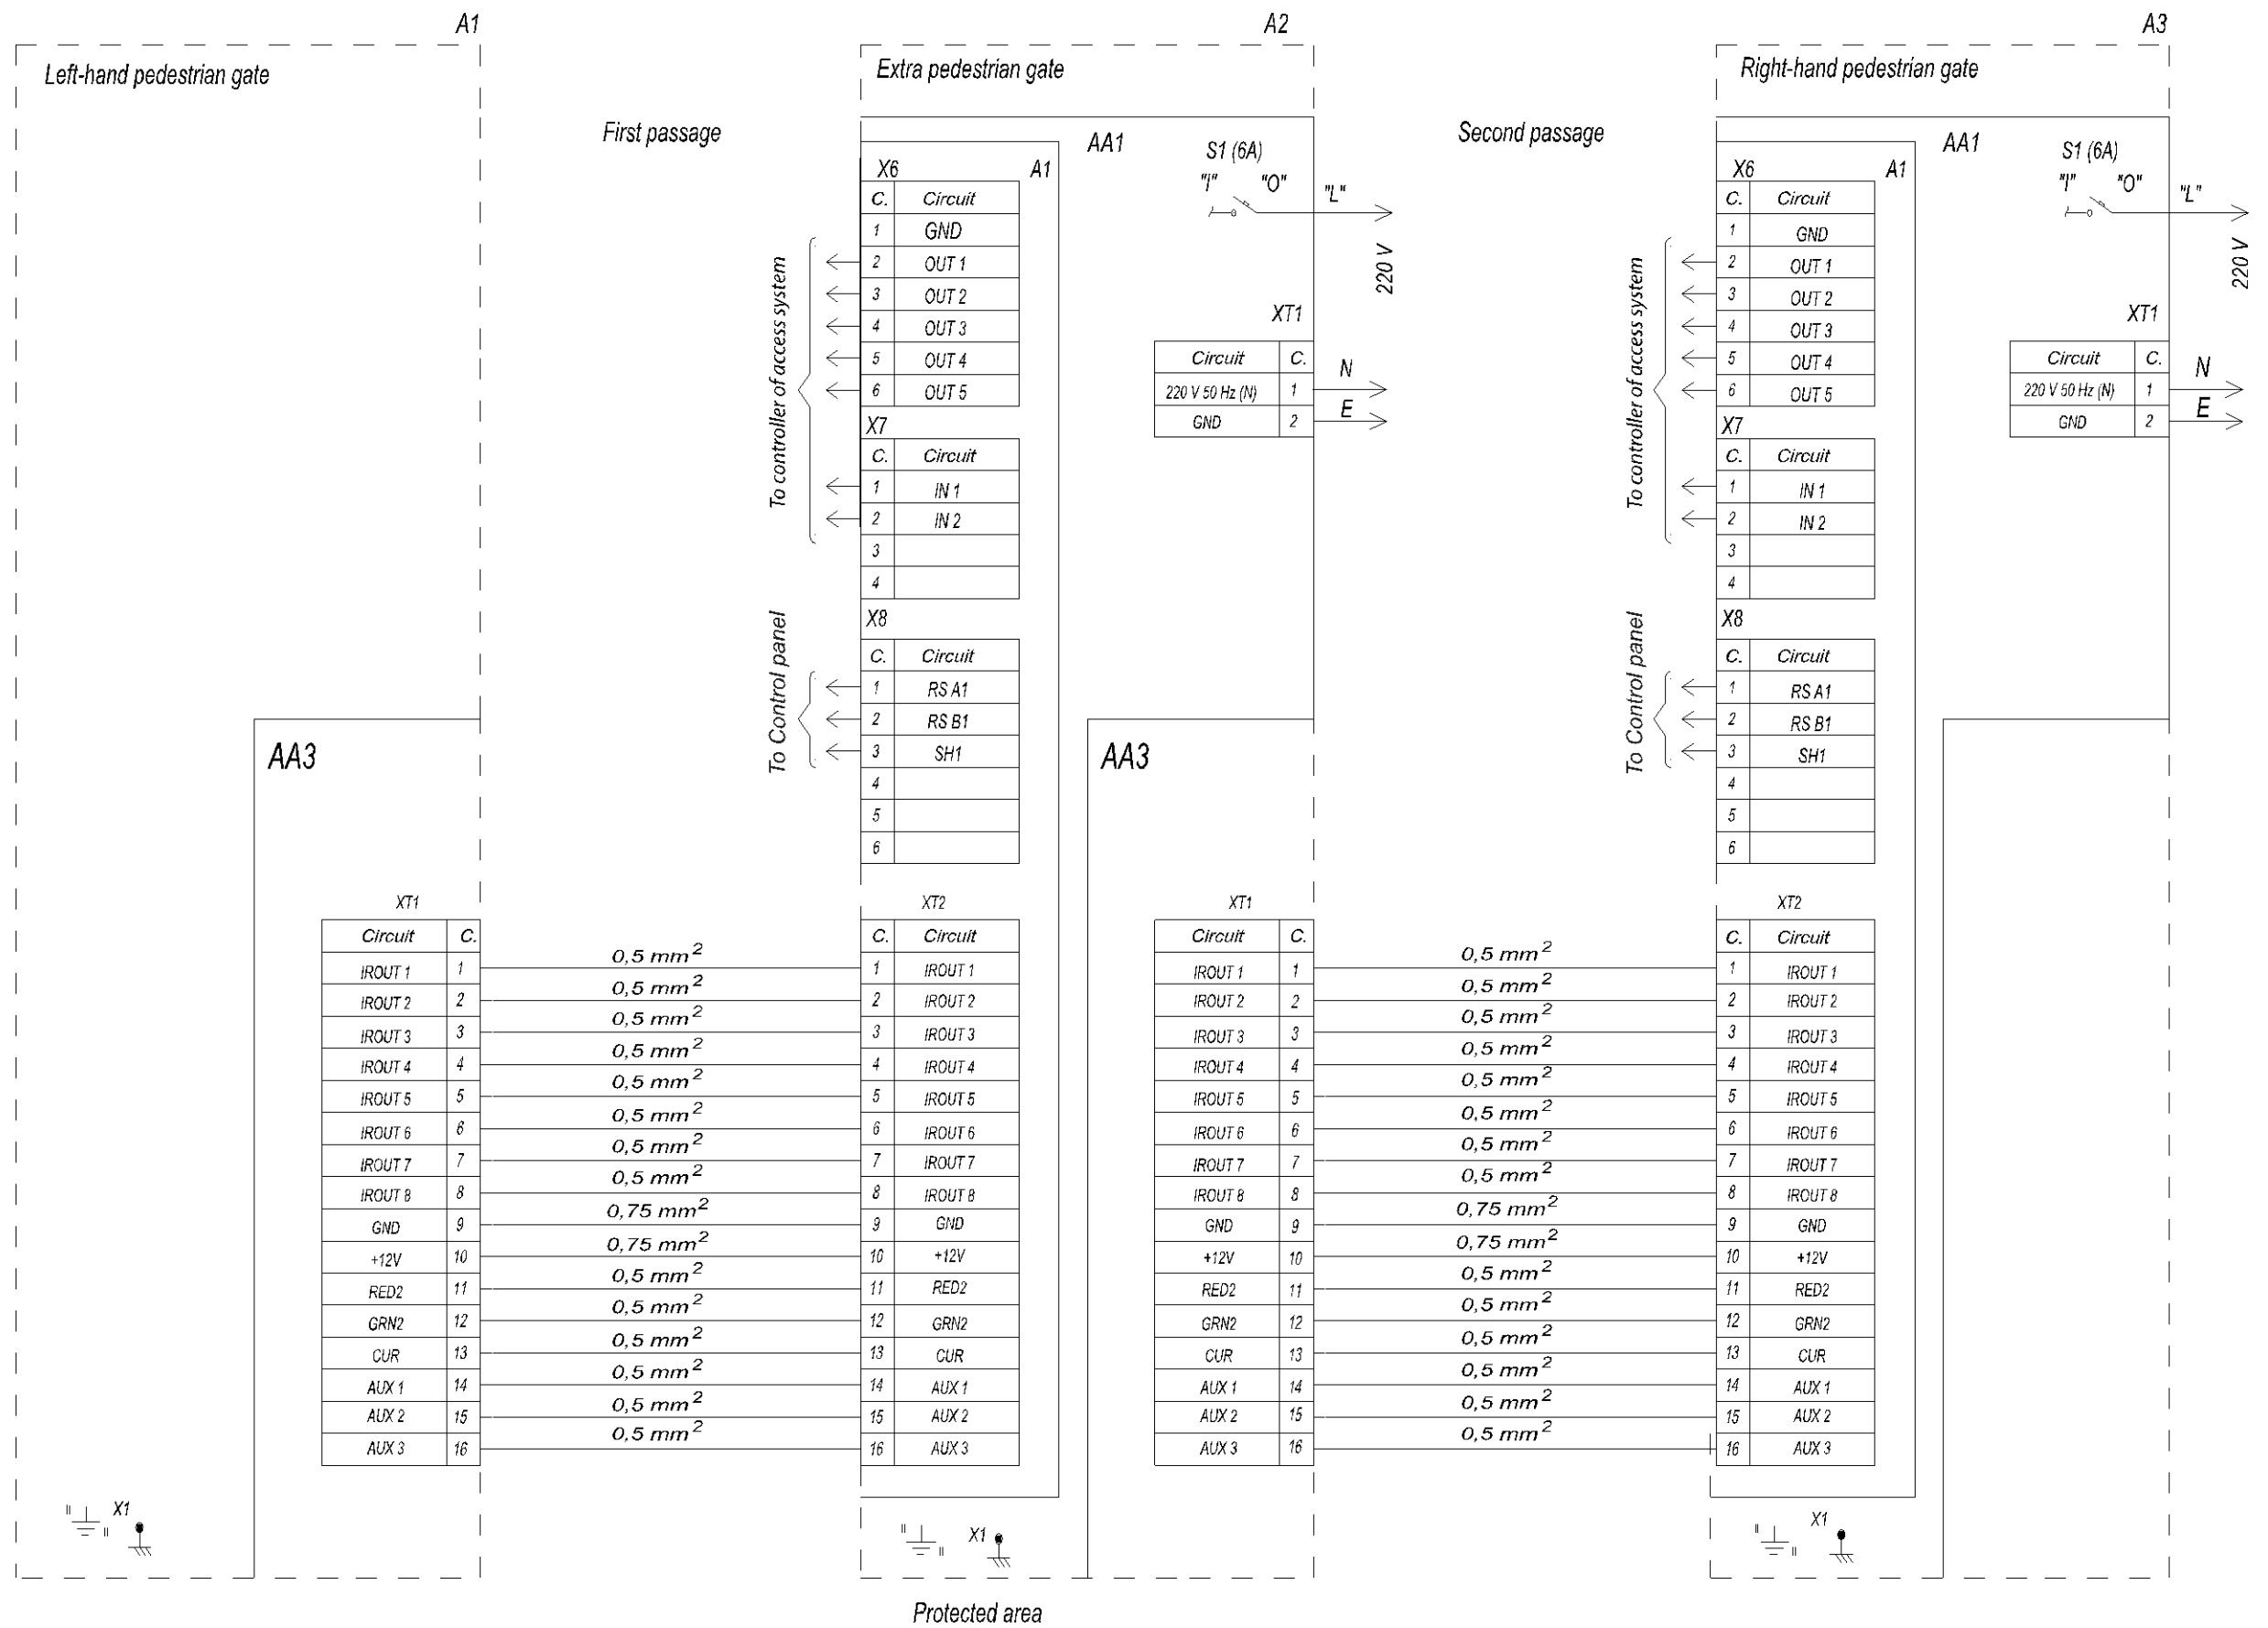 A1
Left-hand pedestrian gate
First passage
A2
Extra pedestrian gate
Second passage
A3
Right-hand pedestrian gate
AA3
XT1
Circuit C.
IROUT 1 1
IROUT 2 2
IROUT 3 3
IROUT 4 4
IROUT 5 5
IROUT 6 6
IROUT 7 7
IROUT 8 8
GND 9
+12V 10
RED2 11
GRN2 12
CUR 13
AUX 1 14
AUX 2 15
AUX 3 16
X1
0,5 mm²
0,5 mm²
0,5 mm²
0,5 mm²
0,5 mm²
0,5 mm²
0,5 mm²
0,5 mm²
0,75 mm²
0,75 mm²
0,5 mm²
0,5 mm²
0,5 mm²
0,5 mm²
0,5 mm²
0,5 mm²
To controller of access system
To Control panel
AA1
A1
X6
C. Circuit
1 GND
2 OUT 1
3 OUT 2
4 OUT 3
5 OUT 4
6 OUT 5
X7
C. Circuit
1 IN 1
2 IN 2
3
4
X8
C. Circuit
1 RS A1
2 RS B1
3 SH1
4
5
6
XT2
C. Circuit
1 IROUT 1
2 IROUT 2
3 IROUT 3
4 IROUT 4
5 IROUT 5
6 IROUT 6
7 IROUT 7
8 IROUT 8
9 GND
10 +12V
11 RED2
12 GRN2
13 CUR
14 AUX 1
15 AUX 2
16 AUX 3
X1
S1 (6A)
"I" "O" "L"
220 V
XT1
Circuit C.
220 V 50 Hz (N) 1 N
GND 2 E
AA3
XT1
Circuit C.
IROUT 1 1
IROUT 2 2
IROUT 3 3
IROUT 4 4
IROUT 5 5
IROUT 6 6
IROUT 7 7
IROUT 8 8
GND 9
+12V 10
RED2 11
GRN2 12
CUR 13
AUX 1 14
AUX 2 15
AUX 3 16
0,5 mm²
0,5 mm²
0,5 mm²
0,5 mm²
0,5 mm²
0,5 mm²
0,5 mm²
0,5 mm²
0,75 mm²
0,75 mm²
0,5 mm²
0,5 mm²
0,5 mm²
0,5 mm²
0,5 mm²
0,5 mm²
To controller of access system
To Control panel
AA1
A1
X6
C. Circuit
1 GND
2 OUT 1
3 OUT 2
4 OUT 3
5 OUT 4
6 OUT 5
X7
C. Circuit
1 IN 1
2 IN 2
3
4
X8
C. Circuit
1 RS A1
2 RS B1
3 SH1
4
5
6
XT2
C. Circuit
1 IROUT 1
2 IROUT 2
3 IROUT 3
4 IROUT 4
5 IROUT 5
6 IROUT 6
7 IROUT 7
8 IROUT 8
9 GND
10 +12V
11 RED2
12 GRN2
13 CUR
14 AUX 1
15 AUX 2
16 AUX 3
X1
S1 (6A)
"I" "O" "L"
220 V
XT1
Circuit C.
220 V 50 Hz (N) 1 N
GND 2 E
Protected area